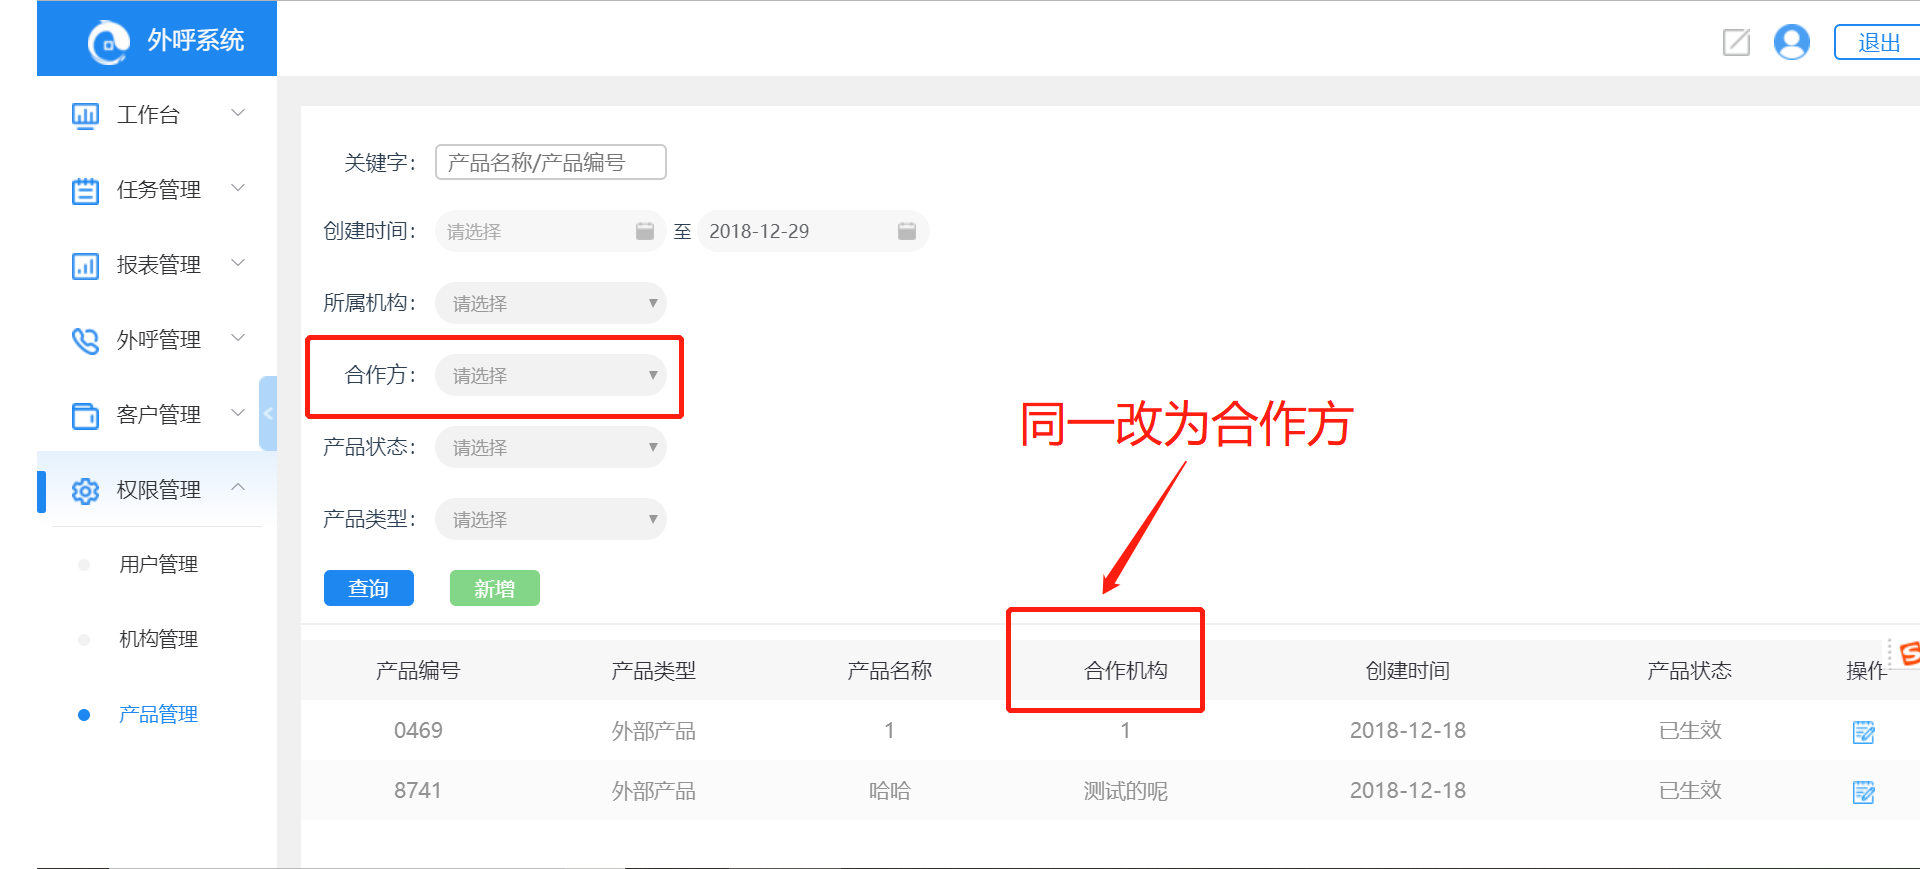 外呼系统
退出
工作台
任务管理
报表管理
外呼管理
客户管理
权限管理
用户管理
机构管理
产品管理
关键字: 产品名称/产品编号
创建时间: 请选择 至 2018-12-29
所属机构: 请选择
合作方: 请选择
产品状态: 请选择
产品类型: 请选择
查询 新增
同一改为合作方
产品编号 产品类型 产品名称 合作机构 创建时间 产品状态 操作
0469 外部产品 1 1 2018-12-18 已生效
8741 外部产品 哈哈 测试的呢 2018-12-18 已生效